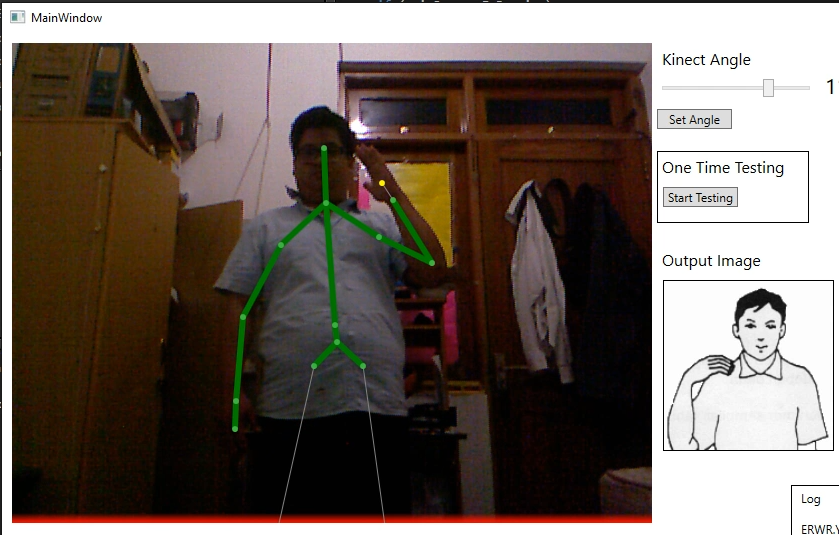 MainWindow
Kinect Angle
1
Set Angle
One Time Testing
Start Testing
Output Image
Log